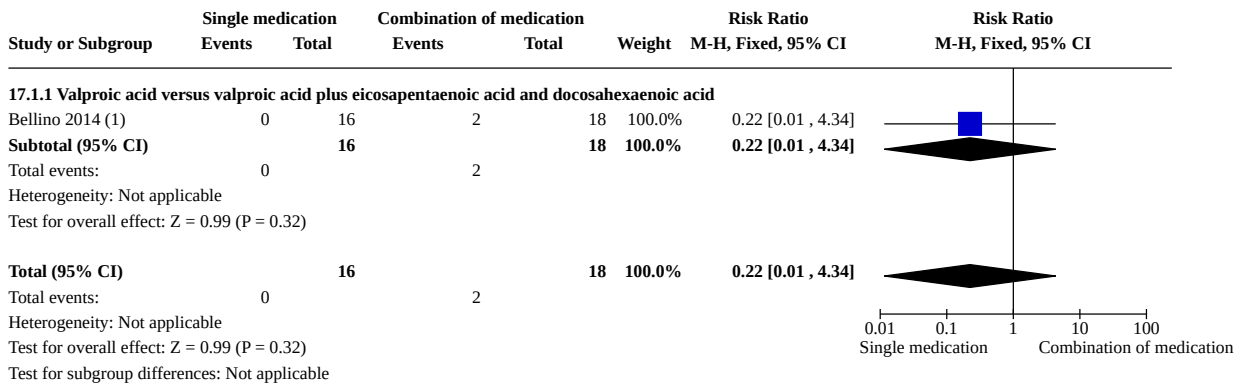 Single medication Combination of medication Risk Ratio Risk Ratio
Study or Subgroup Events Total Events Total Weight M-H, Fixed, 95% CI M-H, Fixed, 95% CI
17.1.1 Valproic acid versus valproic acid plus eicosapentaenoic acid and docosahexaenoic acid
Bellino 2014 (1) 0 16 2 18 100.0% 0.22 [0.01 , 4.34]
Subtotal (95% CI) 16 18 100.0% 0.22 [0.01 , 4.34]
Total events: 0 2
Heterogeneity: Not applicable
Test for overall effect: Z = 0.99 (P = 0.32)
Total (95% CI) 16 18 100.0% 0.22 [0.01 , 4.34]
Total events: 0 2
Heterogeneity: Not applicable
0.01 0.1 1 10 100
Test for overall effect: Z = 0.99 (P = 0.32)
Single medication Combination of medication
Test for subgroup differences: Not applicable